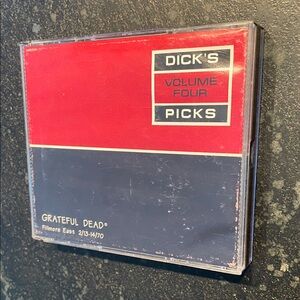 DICK'S
VOLUME
FOUR
PICKS
GRATEFUL DEAD®
Fillmore East 2/13-14/70